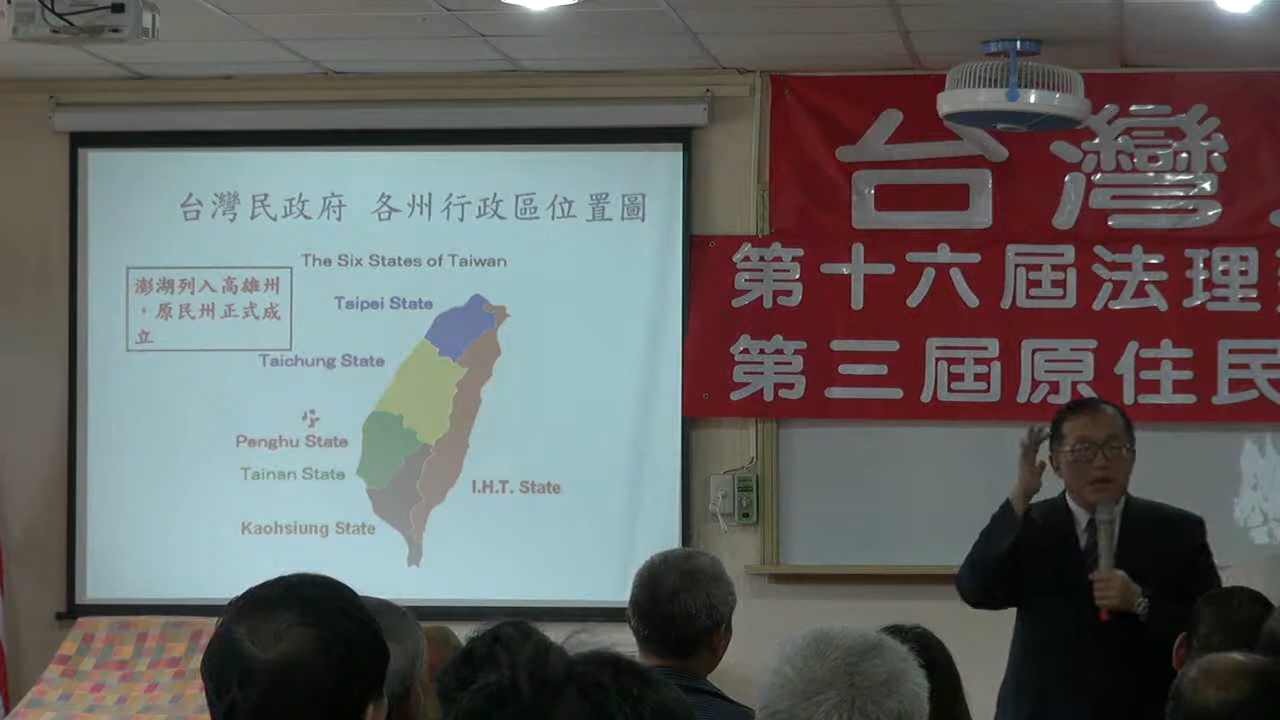 台灣民政府 各州行政區位置圖
The Six States of Taiwan
澎湖列入高雄州
，原民州正式成
立
Taipei State
Taichung State
Penghu State
Tainan State
I.H.T. State
Kaohsiung State
台灣
第十六屆法理
第三屆原住民